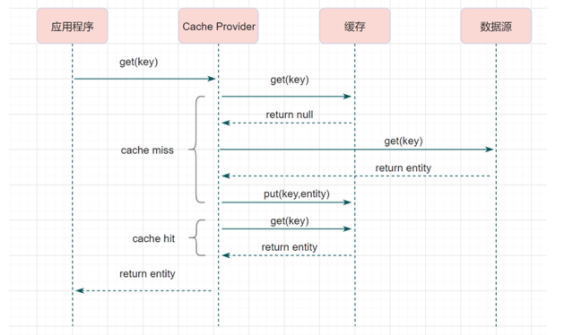 应用程序
Cache Provider
缓存
数据源
get(key)
get(key)
return null
cache miss
get(key)
return entity
put(key,entity)
get(key)
cache hit
return entity
return entity